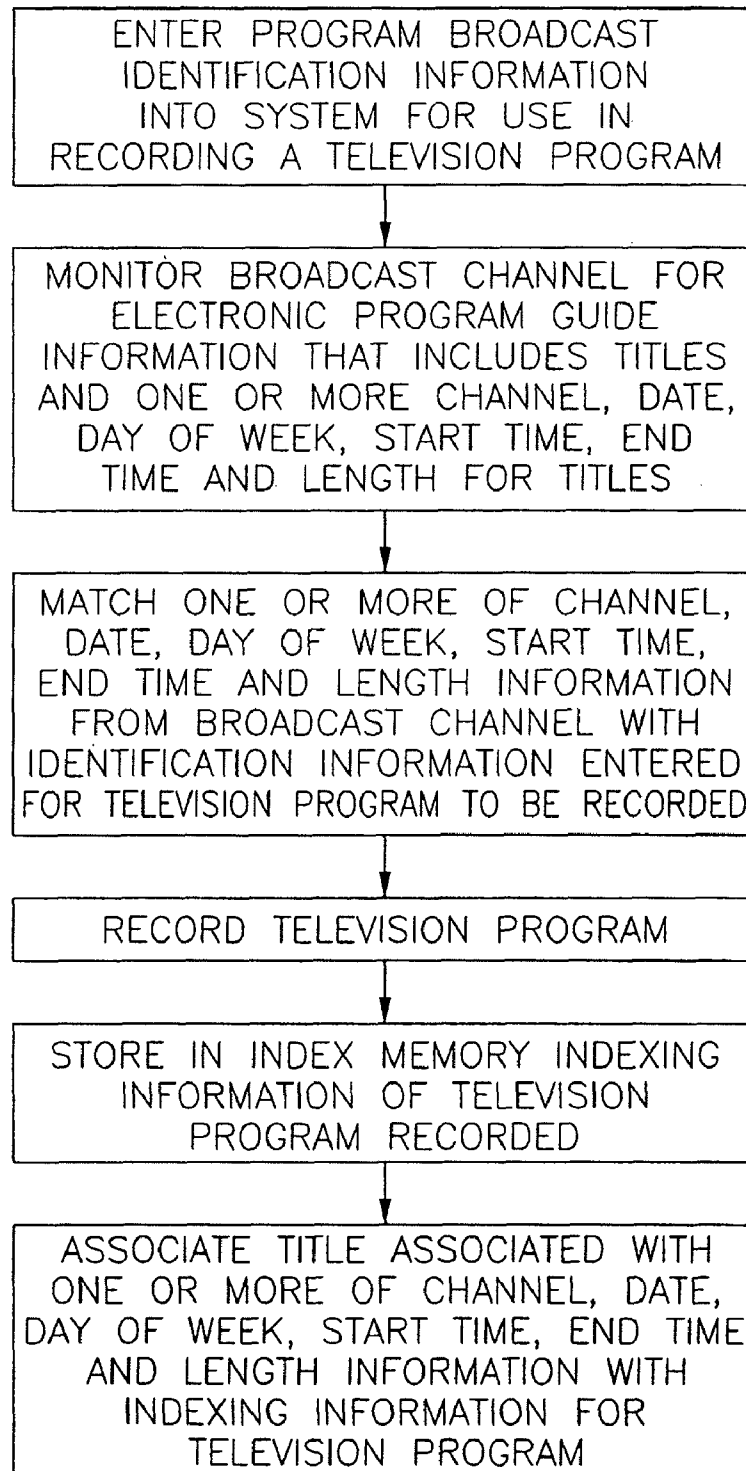 ENTER PROGRAM BROADCAST
IDENTIFICATION INFORMATION
INTO SYSTEM FOR USE IN
RECORDING A TELEVISION PROGRAM
MONITOR BROADCAST CHANNEL FOR
ELECTRONIC PROGRAM GUIDE
INFORMATION THAT INCLUDES TITLES
AND ONE OR MORE CHANNEL, DATE,
DAY OF WEEK, START TIME, END
TIME AND LENGTH FOR TITLES
MATCH ONE OR MORE OF CHANNEL,
DATE, DAY OF WEEK, START TIME,
END TIME AND LENGTH INFORMATION
FROM BROADCAST CHANNEL WITH
IDENTIFICATION INFORMATION ENTERED
FOR TELEVISION PROGRAM TO BE RECORDED
RECORD TELEVISION PROGRAM
STORE IN INDEX MEMORY INDEXING
INFORMATION OF TELEVISION
PROGRAM RECORDED
ASSOCIATE TITLE ASSOCIATED WITH
ONE OR MORE OF CHANNEL, DATE,
DAY OF WEEK, START TIME, END TIME
AND LENGTH INFORMATION WITH
INDEXING INFORMATION FOR
TELEVISION PROGRAM